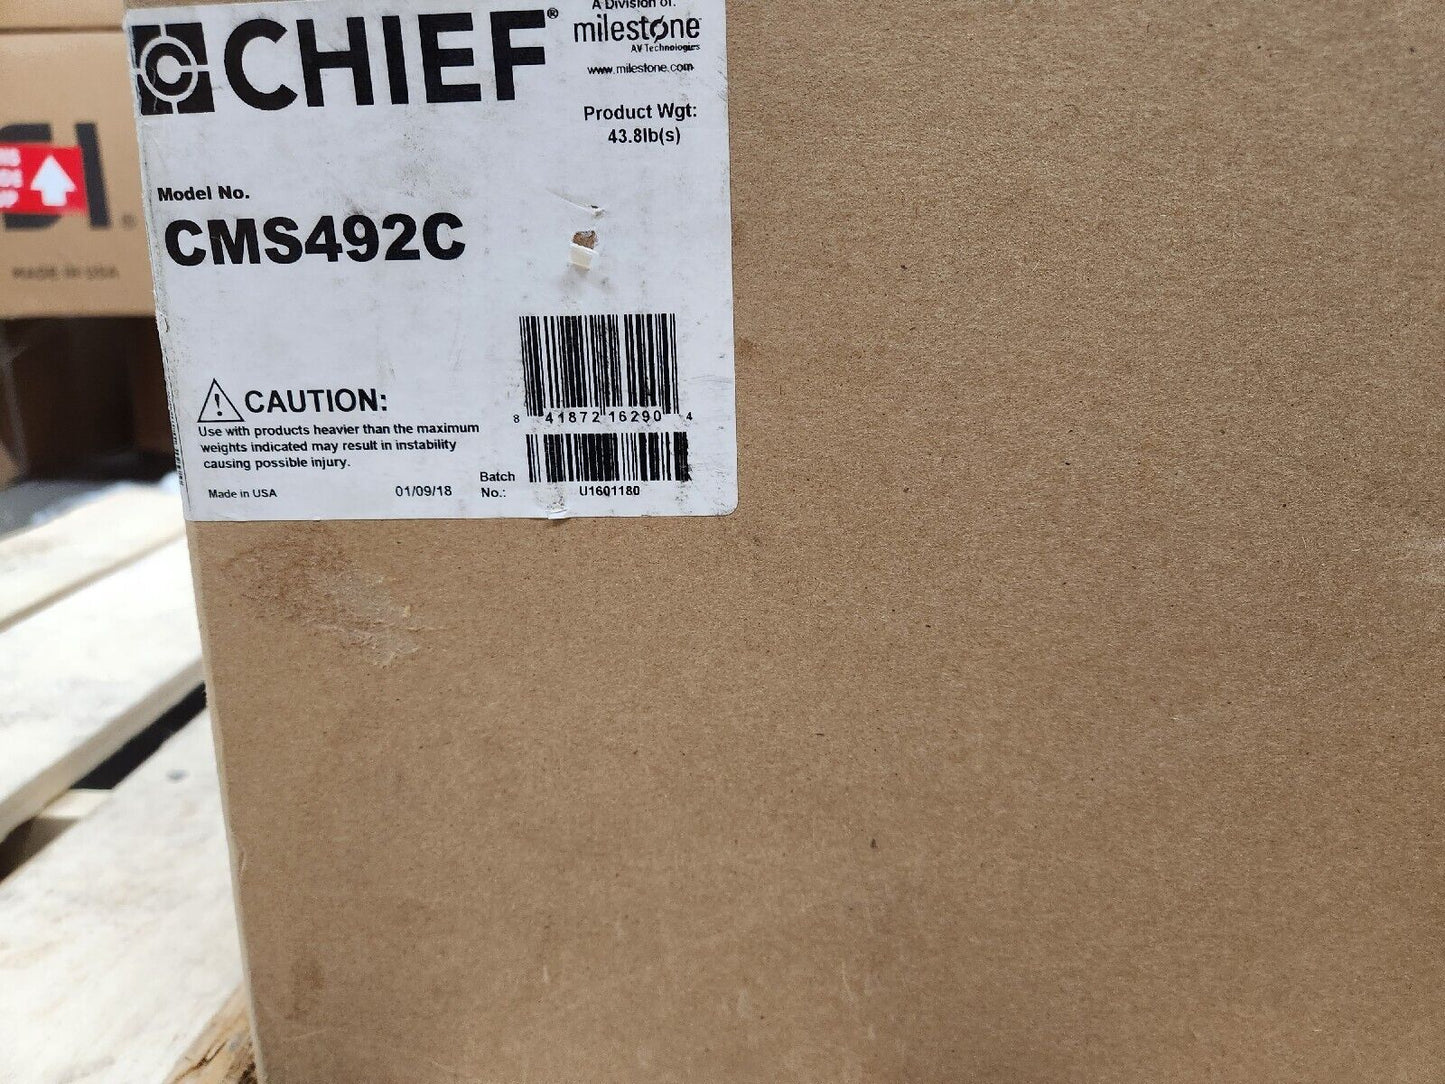 CHIEF®
A Division of:
milestone
AV Technologies
www.milestone.com
Product Wgt:
43.8lb(s)
Model No.
CMS492C
CAUTION:
Use with products heavier than the maximum
weights indicated may result in instability
causing possible injury.
Made in USA
01/09/18
8 41872 16290 4
Batch
No.:
U1601180
MADE IN USA